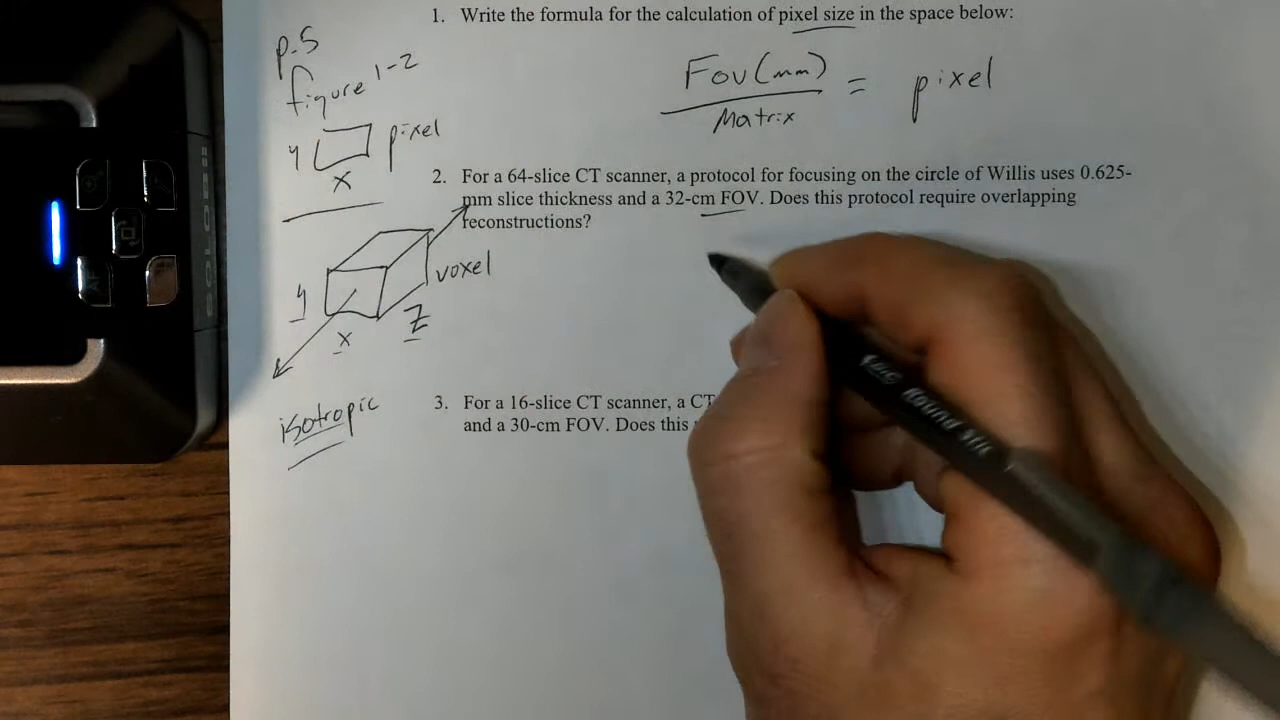 1. Write the formula for the calculation of pixel size in the space below:
p.5
figure 1-2
FOV (mm)
Matrix
= pixel
y pixel
x
2. For a 64-slice CT scanner, a protocol for focusing on the circle of Willis uses 0.625-
mm slice thickness and a 32-cm FOV. Does this protocol require overlapping
reconstructions?
voxel
y
x
z
isotropic
3. For a 16-slice CT scanner, a CT
and a 30-cm FOV. Does this
Round Stic